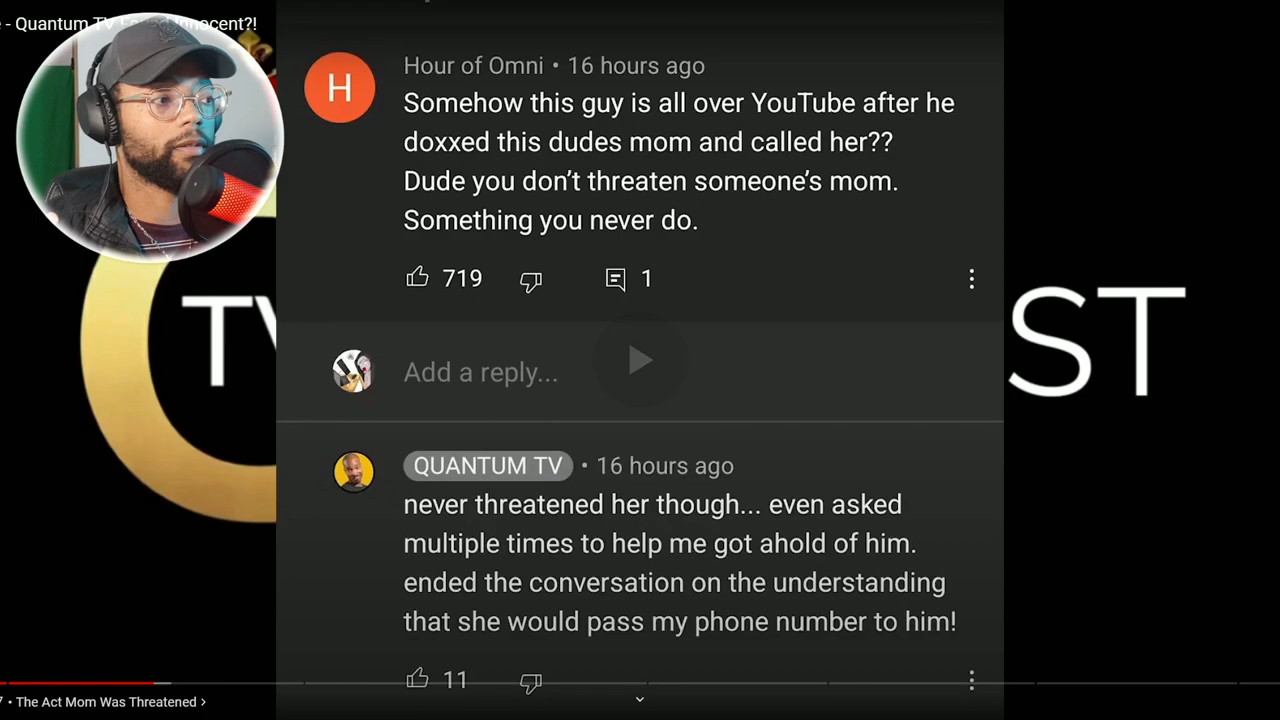 - Quantum TV
nnocent?!
H
Hour of Omni • 16 hours ago
Somehow this guy is all over YouTube after he
doxxed this dudes mom and called her??
Dude you don’t threaten someone’s mom.
Something you never do.
719
1
TV
ST
Add a reply...
QUANTUM TV • 16 hours ago
never threatened her though... even asked
multiple times to help me got ahold of him.
ended the conversation on the understanding
that she would pass my phone number to him!
11
• The Act Mom Was Threatened >